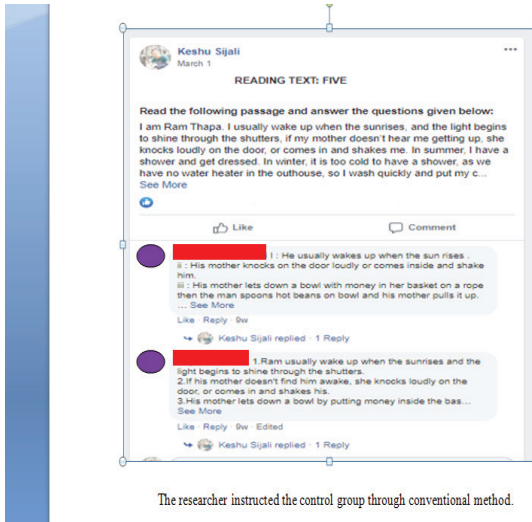 Keshu Sijali
March 1
READING TEXT: FIVE
Read the following passage and answer the questions given below:
I am Ram Thapa. I usually wake up when the sunrises, and the light begins
to shine through the shutters, if my mother doesn't hear me getting up, she
knocks loudly on the door, or comes in and shakes me. In summer, I have a
shower and get dressed. In winter, it is too cold to have a shower, as we
have no water heater in the outhouse, so I wash quickly and put my c...
See More
Like
Comment
I : He usually wakes up when the sun rises .
ii : His mother knocks on the door loudly or comes inside and shake
him.
iii : His mother lets down a bowl with money in her basket on a rope
then the man spoons hot beans on bowl and his mother pulls it up.
... See More
Like · Reply · 9w
Keshu Sijali replied · 1 Reply
1.Ram usually wake up when the sunrises and the
light begins to shine through the shutters.
2.If his mother doesn't find him awake, she knocks loudly on the
door, or comes in and shakes his.
3.His mother lets down a bowl by putting money inside the bas...
See More
Like · Reply · 9w · Edited
Keshu Sijali replied · 1 Reply
The researcher instructed the control group through conventional method.